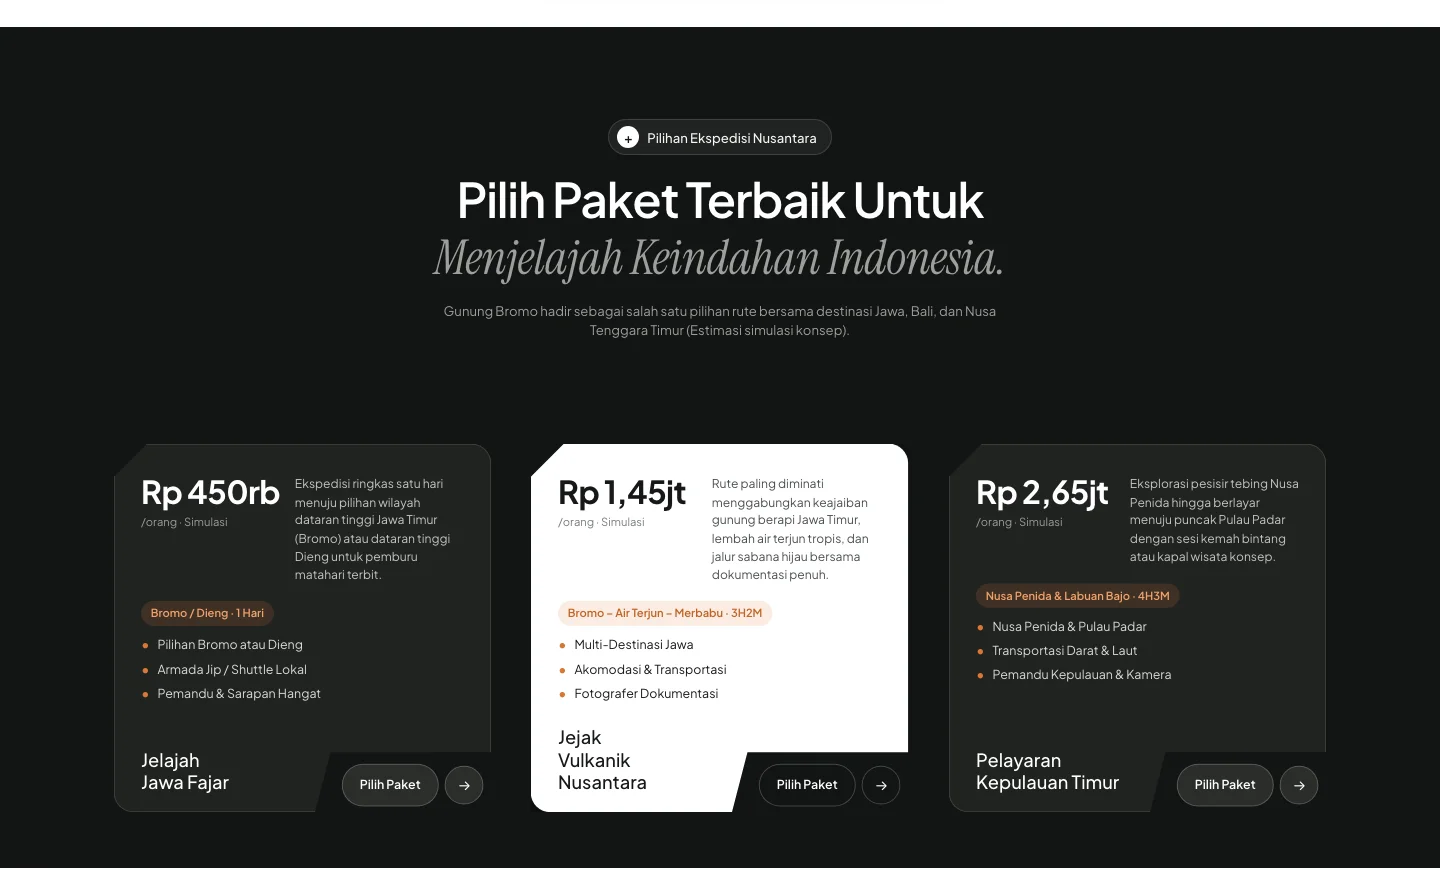 + Pilihan Ekspedisi Nusantara
Pilih Paket Terbaik Untuk
Menjelajah Keindahan Indonesia.
Gunung Bromo hadir sebagai salah satu pilihan rute bersama destinasi Jawa, Bali, dan Nusa
Tenggara Timur (Estimasi simulasi konsep).
Rp 450rb
/orang · Simulasi
Ekspedisi ringkas satu hari
menuju pilihan wilayah
dataran tinggi Jawa Timur
(Bromo) atau dataran tinggi
Dieng untuk pemburu
matahari terbit.
Bromo / Dieng · 1 Hari
• Pilihan Bromo atau Dieng
• Armada Jip / Shuttle Lokal
• Pemandu & Sarapan Hangat
Jelajah
Jawa Fajar
Pilih Paket →
Rp 1,45jt
/orang · Simulasi
Rute paling diminati
menggabungkan keajaiban
gunung berapi Jawa Timur,
lembah air terjun tropis, dan
jalur sabana hijau bersama
dokumentasi penuh.
Bromo – Air Terjun – Merbabu · 3H2M
• Multi-Destinasi Jawa
• Akomodasi & Transportasi
• Fotografer Dokumentasi
Jejak
Vulkanik
Nusantara
Pilih Paket →
Rp 2,65jt
/orang · Simulasi
Eksplorasi pesisir tebing Nusa
Penida hingga berlayar
menuju puncak Pulau Padar
dengan sesi kemah bintang
atau kapal wisata konsep.
Nusa Penida & Labuan Bajo · 4H3M
• Nusa Penida & Pulau Padar
• Transportasi Darat & Laut
• Pemandu Kepulauan & Kamera
Pelayaran
Kepulauan Timur
Pilih Paket →